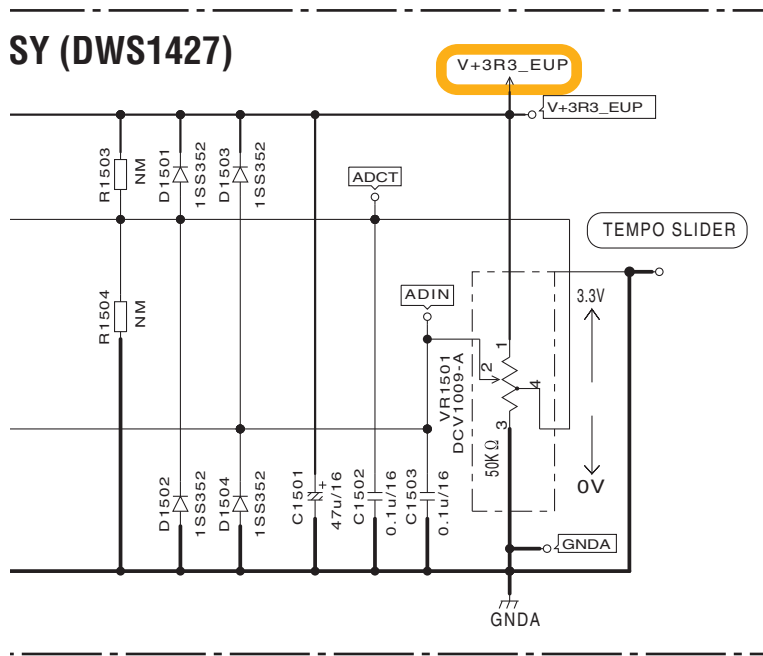 SY (DWS1427)
V+3R3_EUP
V+3R3_EUP
R1503
NM
D1501
1SS352
D1503
1SS352
ADCT
TEMPO SLIDER
R1504
NM
ADIN
3.3V
1
2
4
3
VR1501
DCV1009-A
50KΩ
0V
D1502
1SS352
D1504
1SS352
C1501
+
47u/16
C1502
0.1u/16
C1503
0.1u/16
GNDA
GNDA